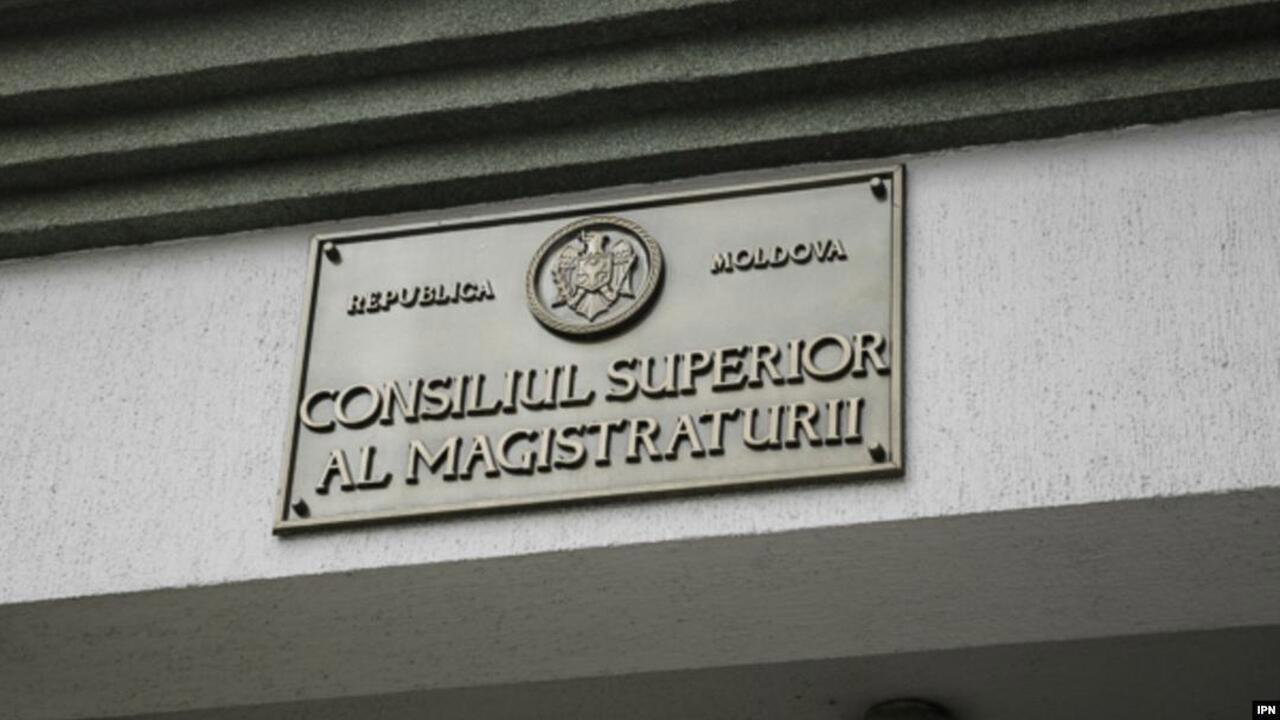 REPUBLICA MOLDOVA
CONSILIUL SUPERIOR
AL MAGISTRATURII
IPN